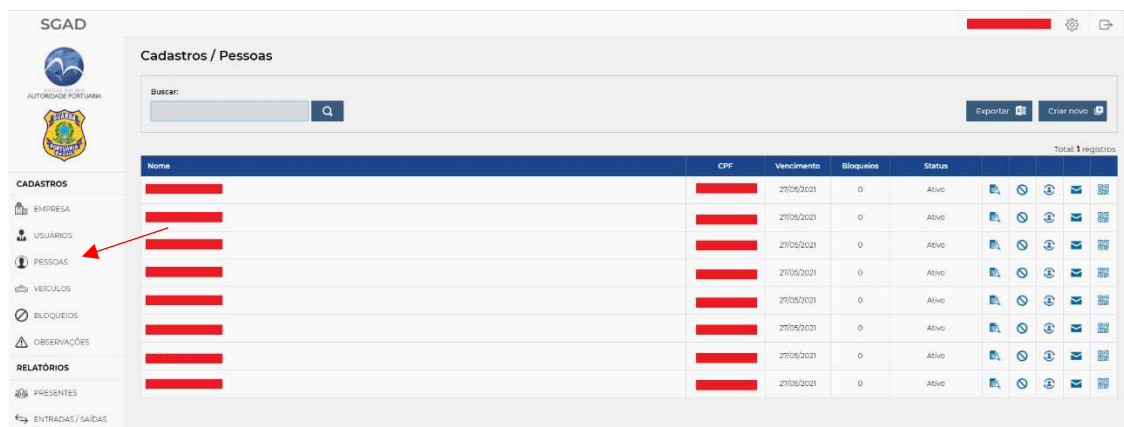 SGAD
Cadastros / Pessoas
Buscar:
Exportar
Criar novo
Total: 1 registros
AUTORIDADE PORTUÁRIA
GUARDA
PORTUÁRIA
BRASIL
CADASTROS
EMPRESA
USUÁRIOS
PESSOAS
VEÍCULOS
BLOQUEIOS
OBSERVAÇÕES
RELATÓRIOS
PRESENTES
ENTRADAS / SAÍDAS
Nome CPF Vencimento Bloqueios Status
27/05/2021 0 Ativo
27/05/2021 0 Ativo
27/05/2021 0 Ativo
27/05/2021 0 Ativo
27/05/2021 0 Ativo
27/05/2021 0 Ativo
27/05/2021 0 Ativo
27/05/2021 0 Ativo